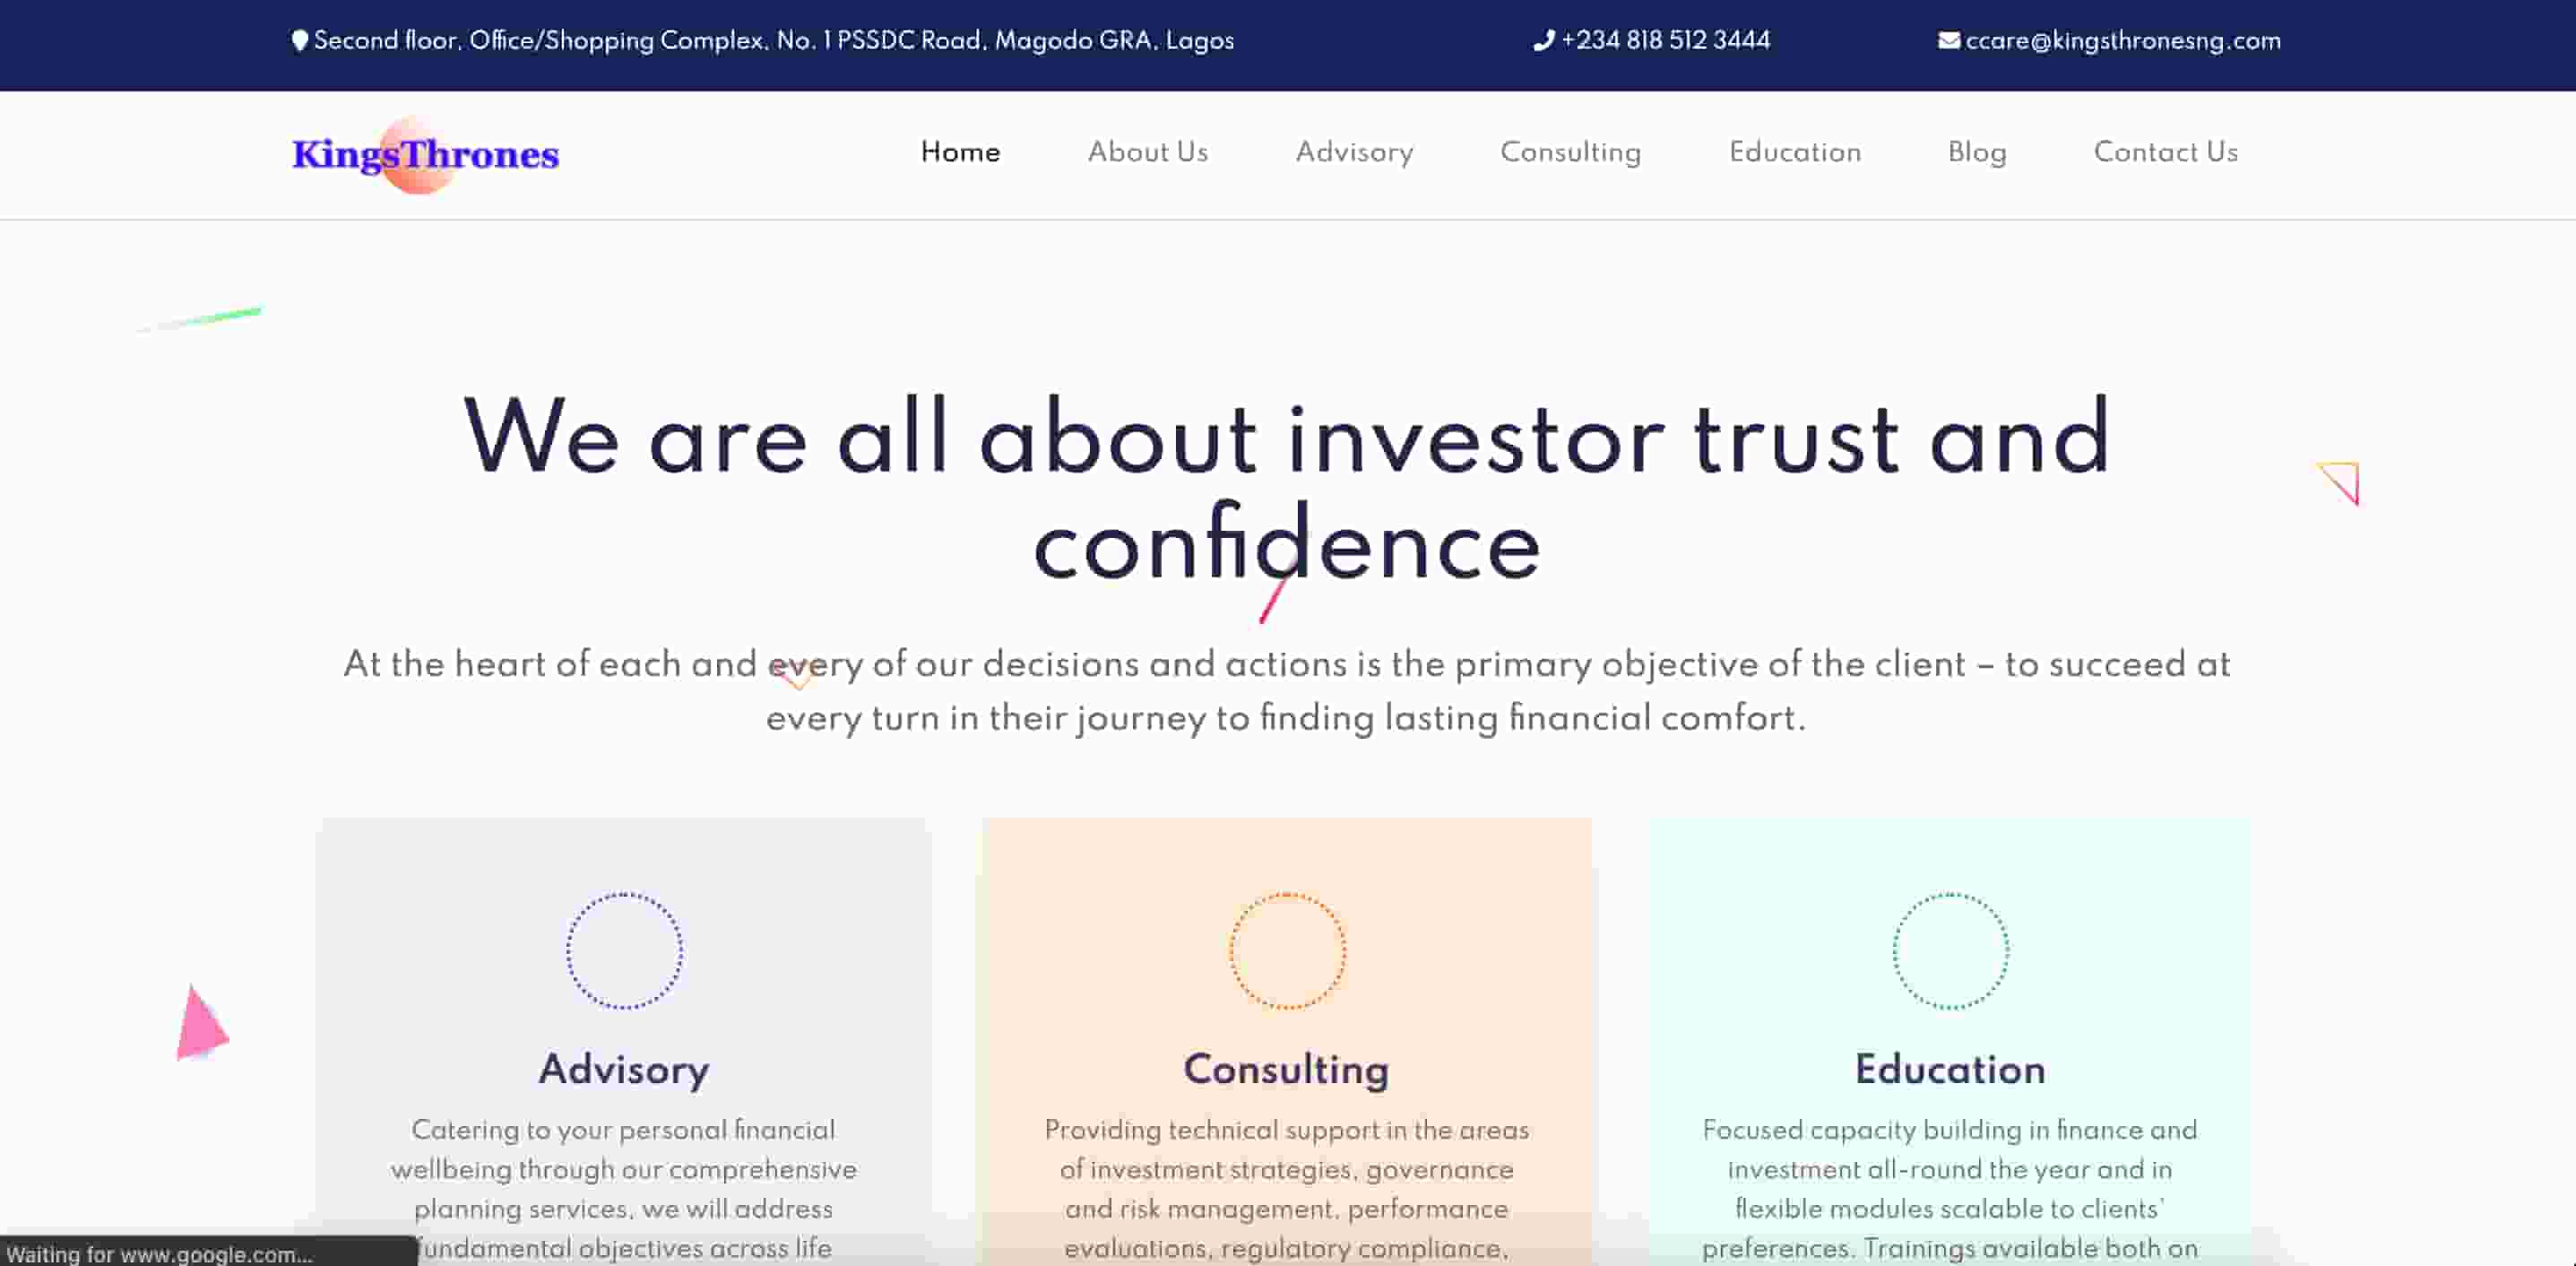 Second floor, Office/Shopping Complex, No. 1 PSSDC Road, Magodo GRA, Lagos
+234 818 512 3444
ccare@kingsthronesng.com
KingsThrones
Home
About Us
Advisory
Consulting
Education
Blog
Contact Us
We are all about investor trust and
confidence
At the heart of each and every of our decisions and actions is the primary objective of the client – to succeed at
every turn in their journey to finding lasting financial comfort.
Advisory
Catering to your personal financial
wellbeing through our comprehensive
planning services, we will address
fundamental objectives across life
Consulting
Providing technical support in the areas
of investment strategies, governance
and risk management, performance
evaluations, regulatory compliance,
Education
Focused capacity building in finance and
investment all-round the year and in
flexible modules scalable to clients'
preferences. Trainings available both on
Waiting for www.google.com...